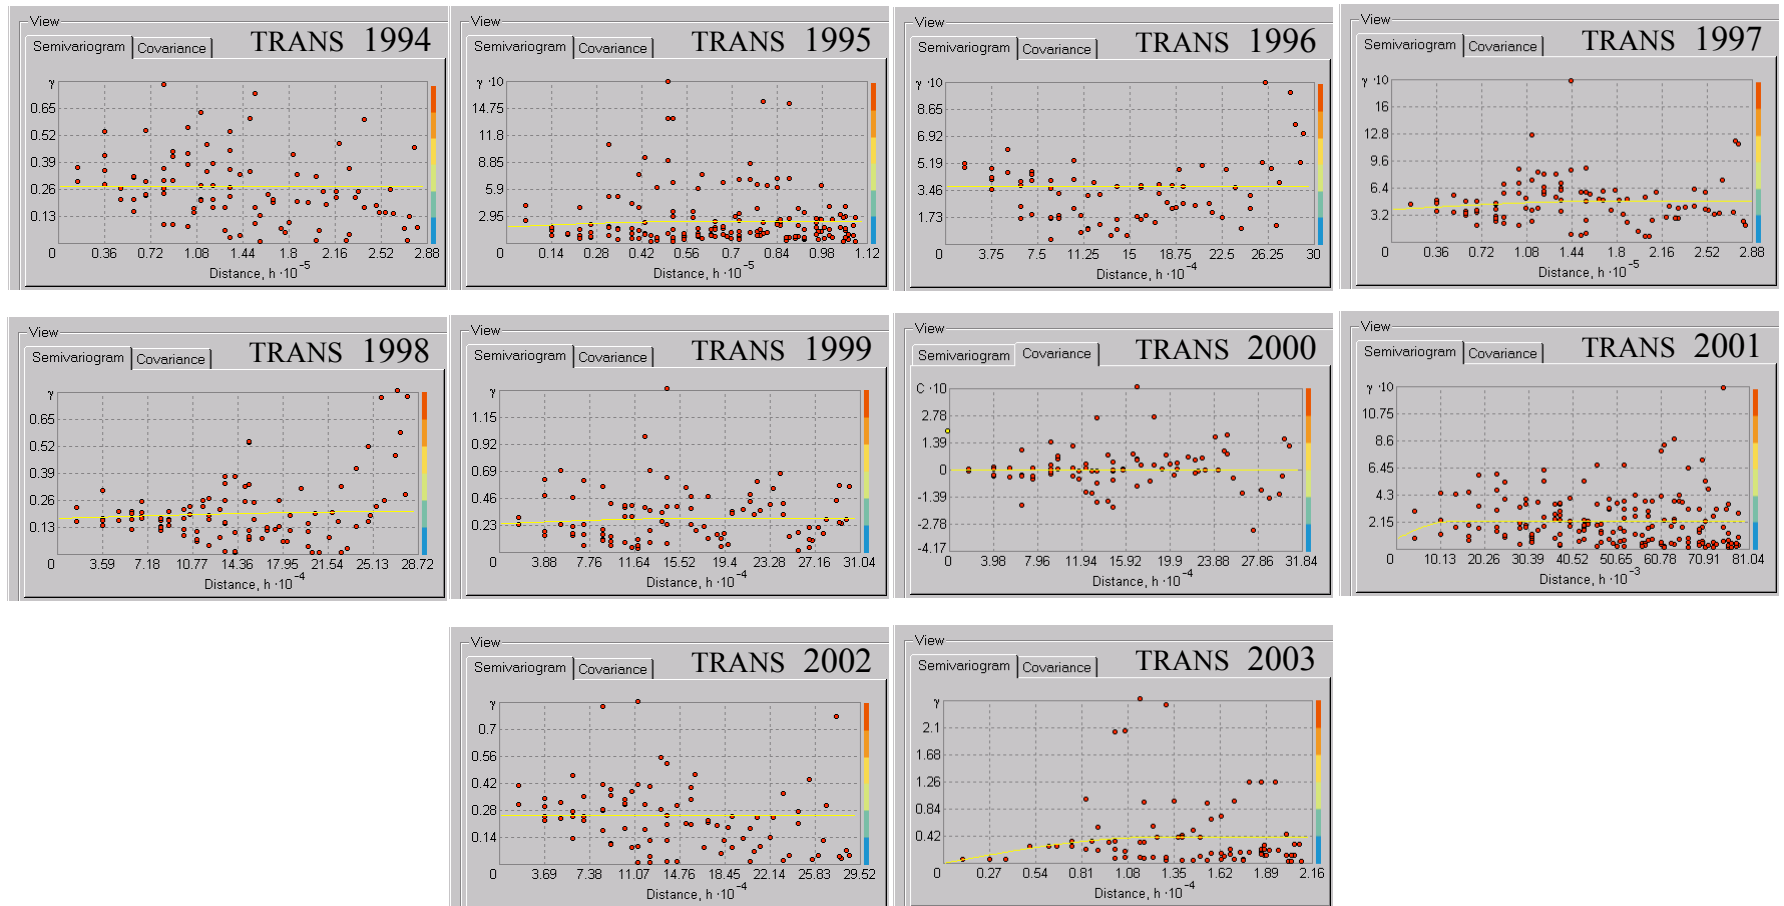 View
Semivariogram Covariance TRANS 1994
γ
0.65
0.52
0.39
0.26
0.13
0 0.36 0.72 1.08 1.44 1.8 2.16 2.52 2.88
Distance, h ·10 -5
View
Semivariogram Covariance TRANS 1995
γ ·10
14.75
11.8
8.85
5.9
2.95
0 0.14 0.28 0.42 0.56 0.7 0.84 0.98 1.12
Distance, h ·10 -5
View
Semivariogram Covariance TRANS 1996
γ ·10
8.65
6.92
5.19
3.46
1.73
0 3.75 7.5 11.25 15 18.75 22.5 26.25 30
Distance, h ·10 -4
View
Semivariogram Covariance TRANS 1997
γ ·10
16
12.8
9.6
6.4
3.2
0 0.36 0.72 1.08 1.44 1.8 2.16 2.52 2.88
Distance, h ·10 -5
View
Semivariogram Covariance TRANS 1998
γ
0.65
0.52
0.39
0.26
0.13
0 3.59 7.18 10.77 14.36 17.95 21.54 25.13 28.72
Distance, h ·10 -4
View
Semivariogram Covariance TRANS 1999
γ
1.15
0.92
0.69
0.46
0.23
0 3.88 7.76 11.64 15.52 19.4 23.28 27.16 31.04
Distance, h ·10 -4
View
Semivariogram Covariance TRANS 2000
C ·10
2.78
1.39
0
-1.39
-2.78
-4.17
0 3.98 7.96 11.94 15.92 19.9 23.88 27.86 31.84
Distance, h ·10 -4
View
Semivariogram Covariance TRANS 2001
γ ·10
10.75
8.6
6.45
4.3
2.15
0 10.13 20.26 30.39 40.52 50.65 60.78 70.91 81.04
Distance, h ·10 -3
View
Semivariogram Covariance TRANS 2002
γ
0.7
0.56
0.42
0.28
0.14
0 3.69 7.38 11.07 14.76 18.45 22.14 25.83 29.52
Distance, h ·10 -4
View
Semivariogram Covariance TRANS 2003
γ
2.1
1.68
1.26
0.84
0.42
0 0.27 0.54 0.81 1.08 1.35 1.62 1.89 2.16
Distance, h ·10 -4